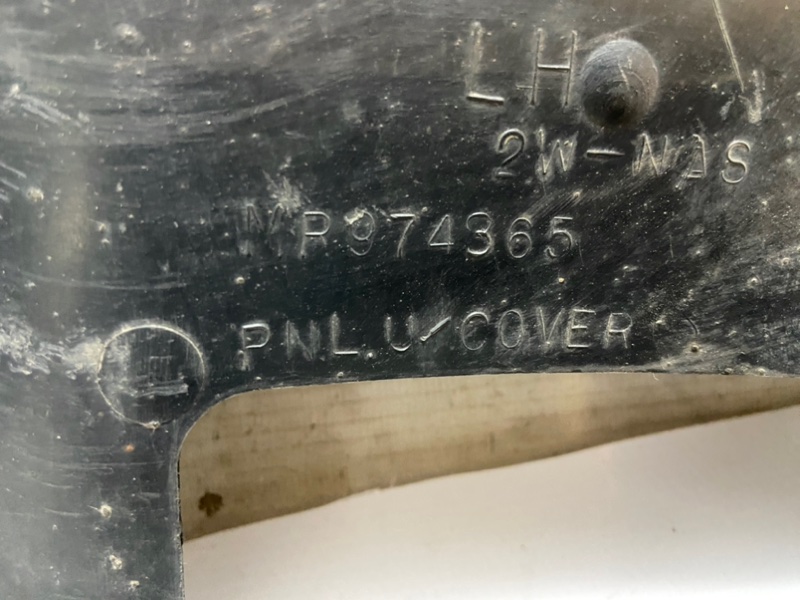 LH
2W-NAS
MR974365
PNL.U/COVER